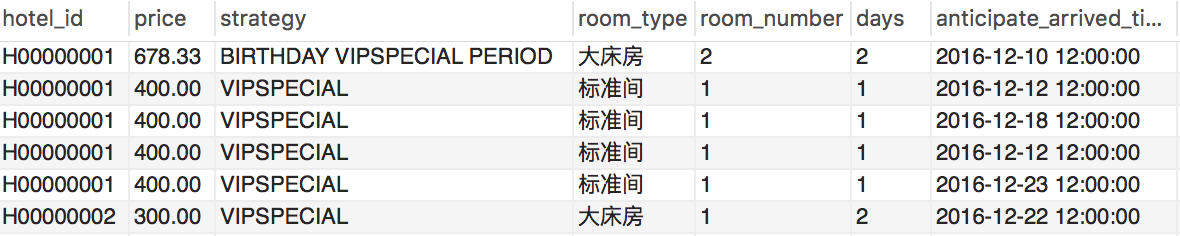 hotel_id price strategy room_type room_number days anticipate_arrived_ti...
H00000001 678.33 BIRTHDAY VIPSPECIAL PERIOD 大床房 2 2 2016-12-10 12:00:00
H00000001 400.00 VIPSPECIAL 标准间 1 1 2016-12-12 12:00:00
H00000001 400.00 VIPSPECIAL 标准间 1 1 2016-12-18 12:00:00
H00000001 400.00 VIPSPECIAL 标准间 1 1 2016-12-12 12:00:00
H00000001 400.00 VIPSPECIAL 标准间 1 1 2016-12-23 12:00:00
H00000002 300.00 VIPSPECIAL 大床房 1 2 2016-12-22 12:00:00